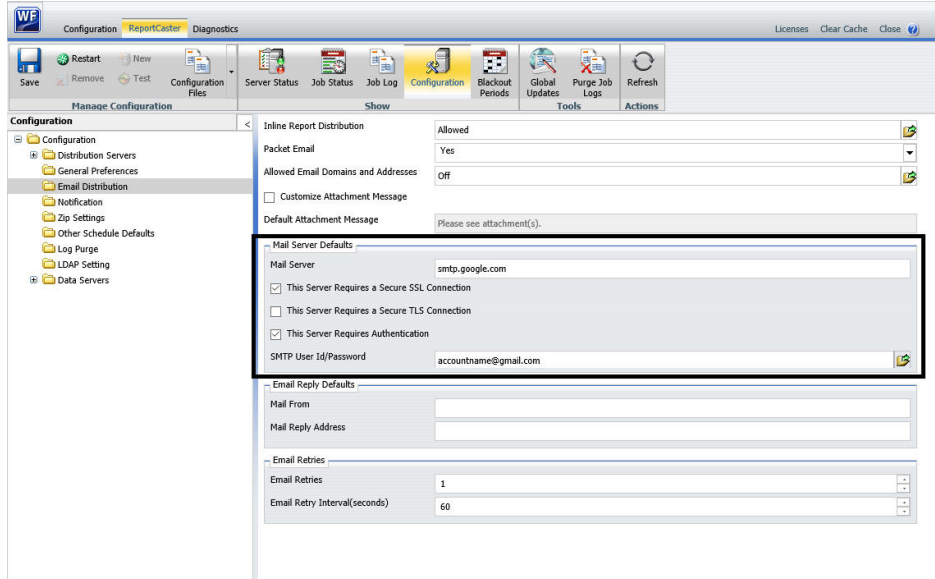 WF
Configuration ReportCaster Diagnostics
Licenses Clear Cache Close ?
Save
Restart
Remove
New
Test
Configuration
Files
Manage Configuration
Server Status
Job Status
Job Log
Configuration
Blackout
Periods
Show
Global
Updates
Purge Job
Logs
Tools
Refresh
Actions
Configuration <
Configuration
Distribution Servers
General Preferences
Email Distribution
Notification
Zip Settings
Other Schedule Defaults
Log Purge
LDAP Setting
Data Servers
Inline Report Distribution Allowed
Packet Email Yes
Allowed Email Domains and Addresses Off
Customize Attachment Message
Default Attachment Message Please see attachment(s).
Mail Server Defaults
Mail Server smtp.google.com
This Server Requires a Secure SSL Connection
This Server Requires a Secure TLS Connection
This Server Requires Authentication
SMTP User Id/Password accountname@gmail.com
Email Reply Defaults
Mail From
Mail Reply Address
Email Retries
Email Retries 1
Email Retry Interval(seconds) 60